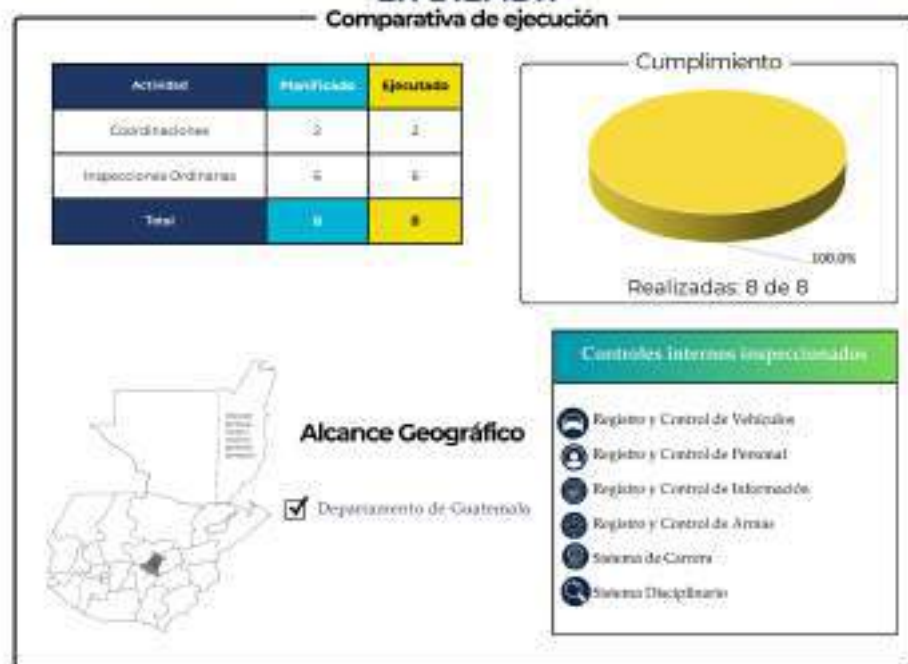 Comparativa de ejecución
Actividad Planificado Ejecutado
Coordinaciones 2 2
Inspecciones Ordinarias 6 6
Total 8 8
Cumplimiento
100.0%
Realizadas: 8 de 8
Alcance Geográfico
Departamento de Guatemala
Controles internos inspeccionados
Registro y Control de Vehículos
Registro y Control de Personal
Registro y Control de Información
Registro y Control de Armas
Sistema de Carrera
Sistema Disciplinario